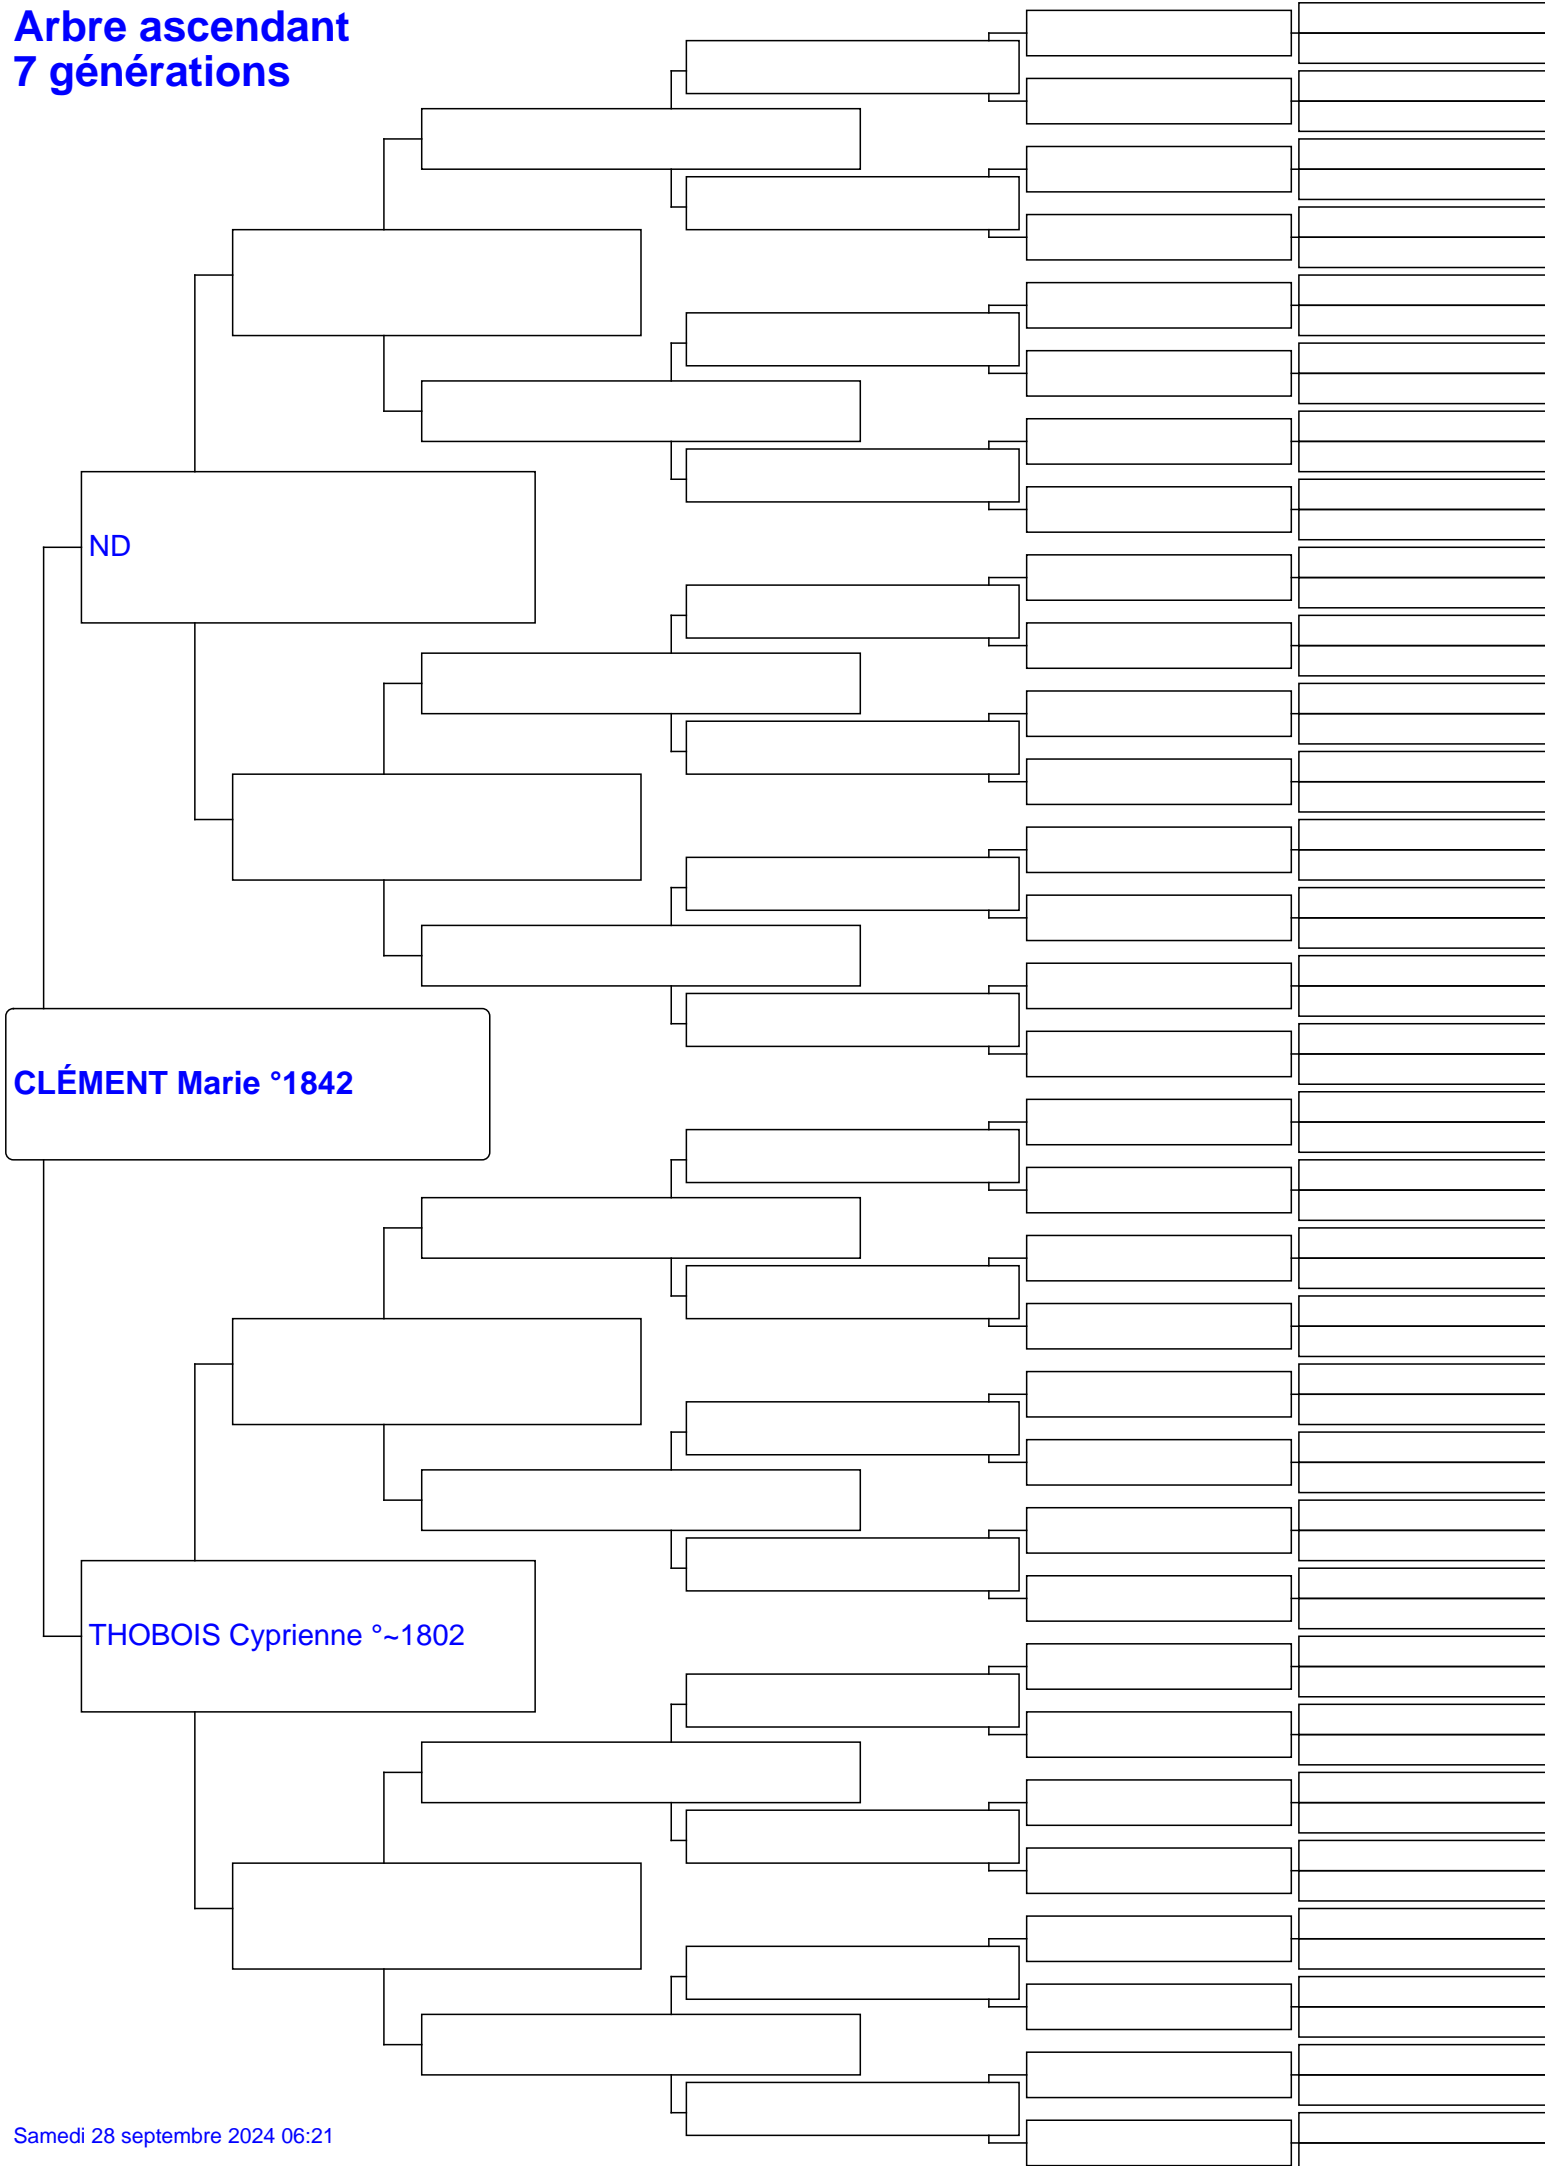 Arbre ascendant
7 générations
ND
CLÉMENT Marie °1842
THOBOIS Cyprienne °~1802
Samedi 28 septembre 2024 06:21